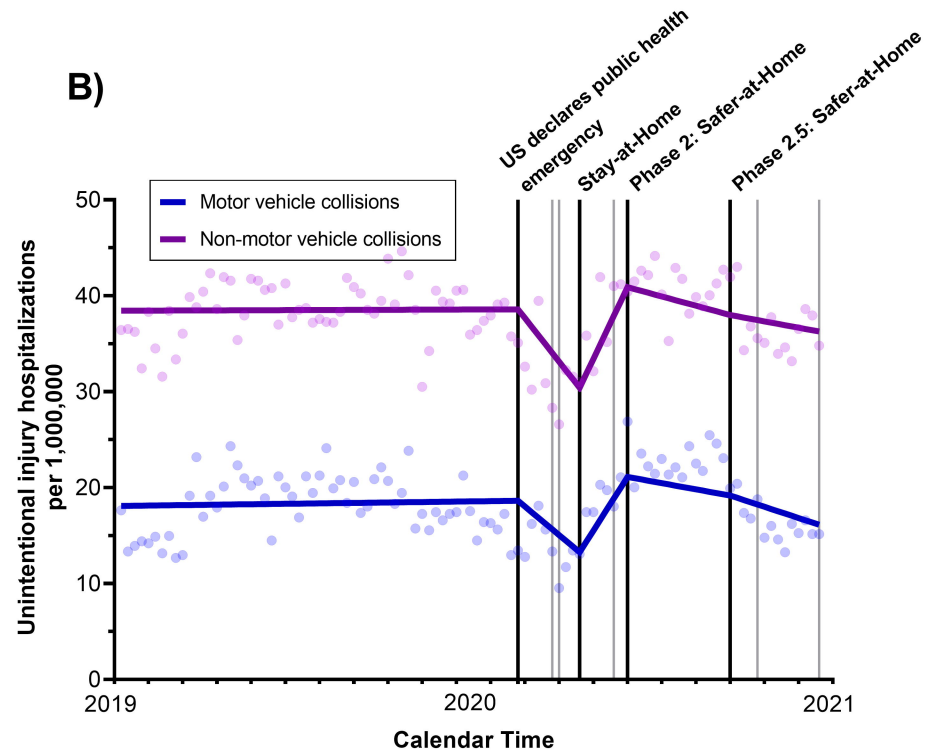 B)
US declares public health
emergency
Stay-at-Home
Phase 2: Safer-at-Home
Phase 2.5: Safer-at-Home
Motor vehicle collisions
Non-motor vehicle collisions
Unintentional injury hospitalizations
per 1,000,000
50
40
30
20
10
0
2019
2020
2021
Calendar Time